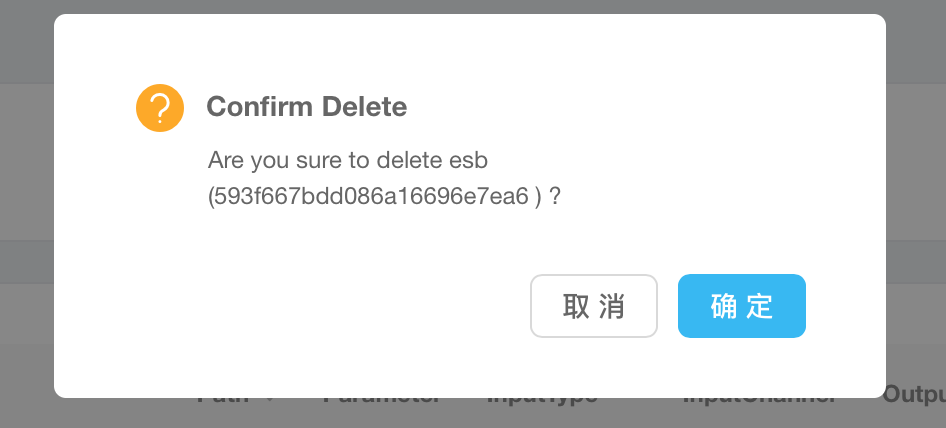 Confirm Delete
Are you sure to delete esb
(593f667bdd086a16696e7ea6 ) ?
取 消
确 定
Path Parameter InputType InputChannel Outpu